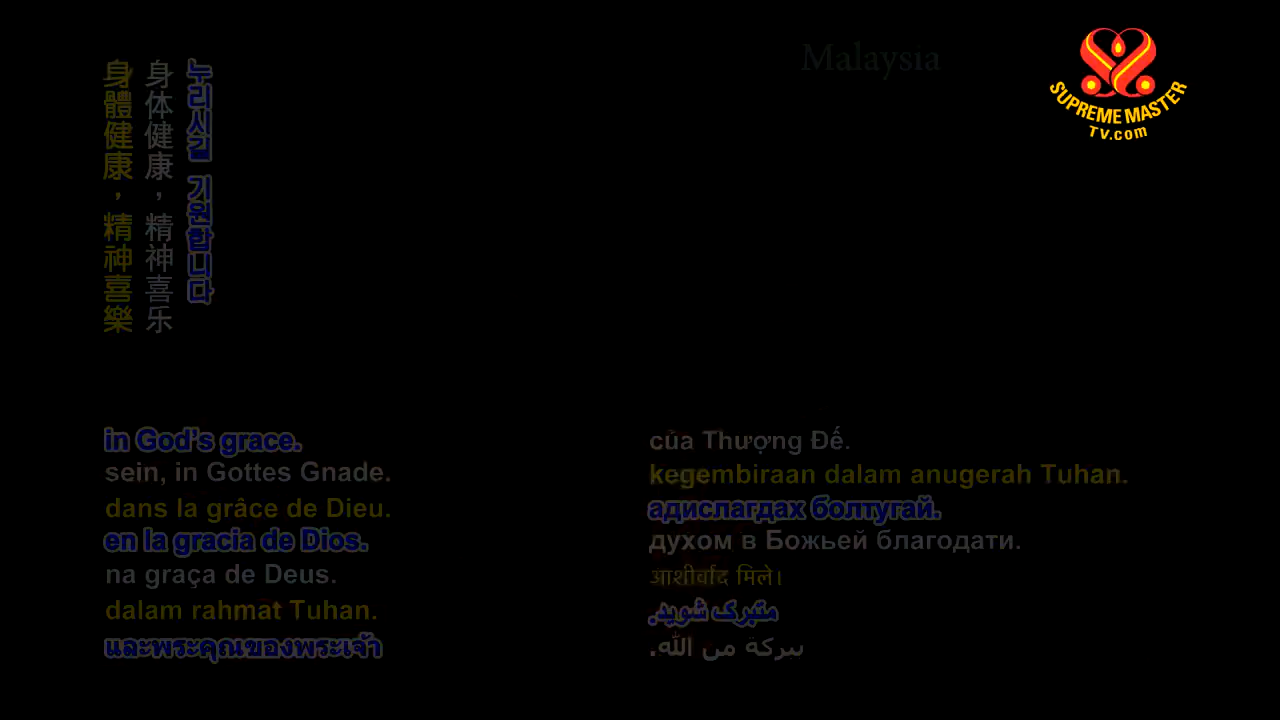 Malaysia
SUPREME MASTER
TV.com
身體健康，精神喜樂
身体健康，精神喜乐
누리시길 기원합니다
in God's grace.
sein, in Gottes Gnade.
dans la grâce de Dieu.
en la gracia de Dios.
na graça de Deus.
dalam rahmat Tuhan.
และพระคุณของพระเจ้า
của Thượng Đế.
kegembiraan dalam anugerah Tuhan.
адислагдах болтугай.
духом в Божьей благодати.
आशीर्वाद मिले।
متبرک شوید.
ببركة من الله.